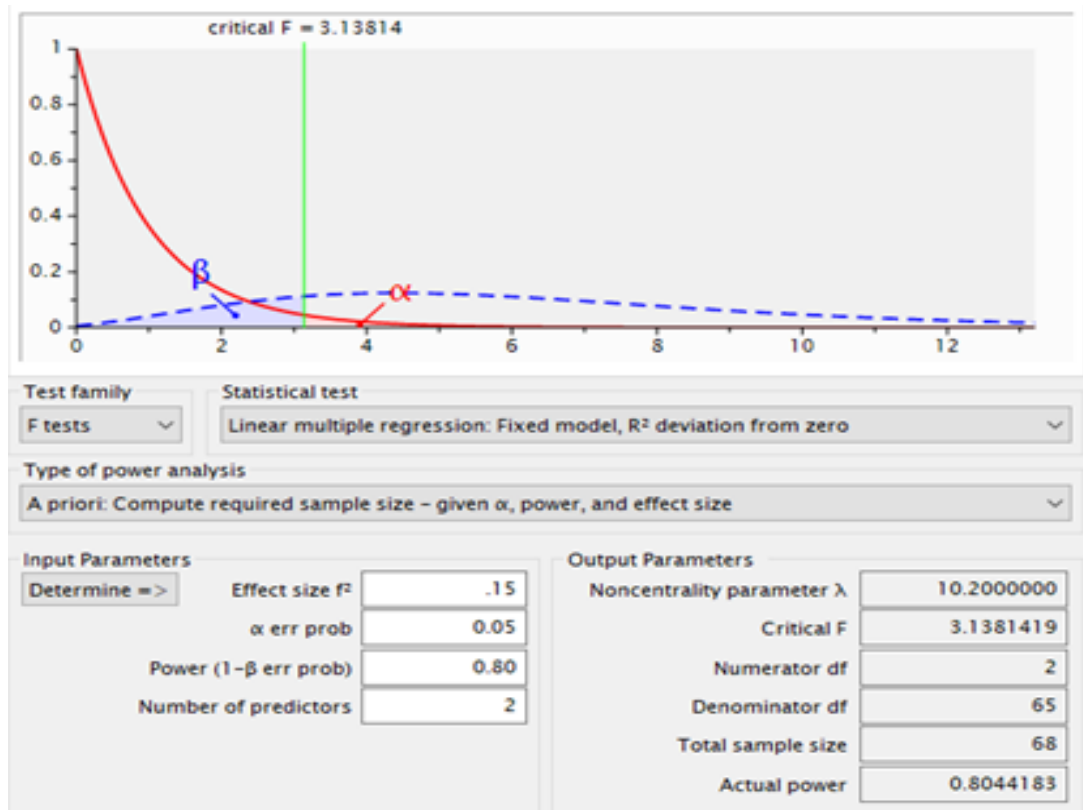 critical F = 3.13814
1
0.8
0.6
0.4
0.2
0
β
α
0 2 4 6 8 10 12
Test family
Statistical test
F tests
Linear multiple regression: Fixed model, R² deviation from zero
Type of power analysis
A priori: Compute required sample size – given α, power, and effect size
Input Parameters
Determine =>
Effect size f² .15
α err prob 0.05
Power (1-β err prob) 0.80
Number of predictors 2
Output Parameters
Noncentrality parameter λ 10.2000000
Critical F 3.1381419
Numerator df 2
Denominator df 65
Total sample size 68
Actual power 0.8044183